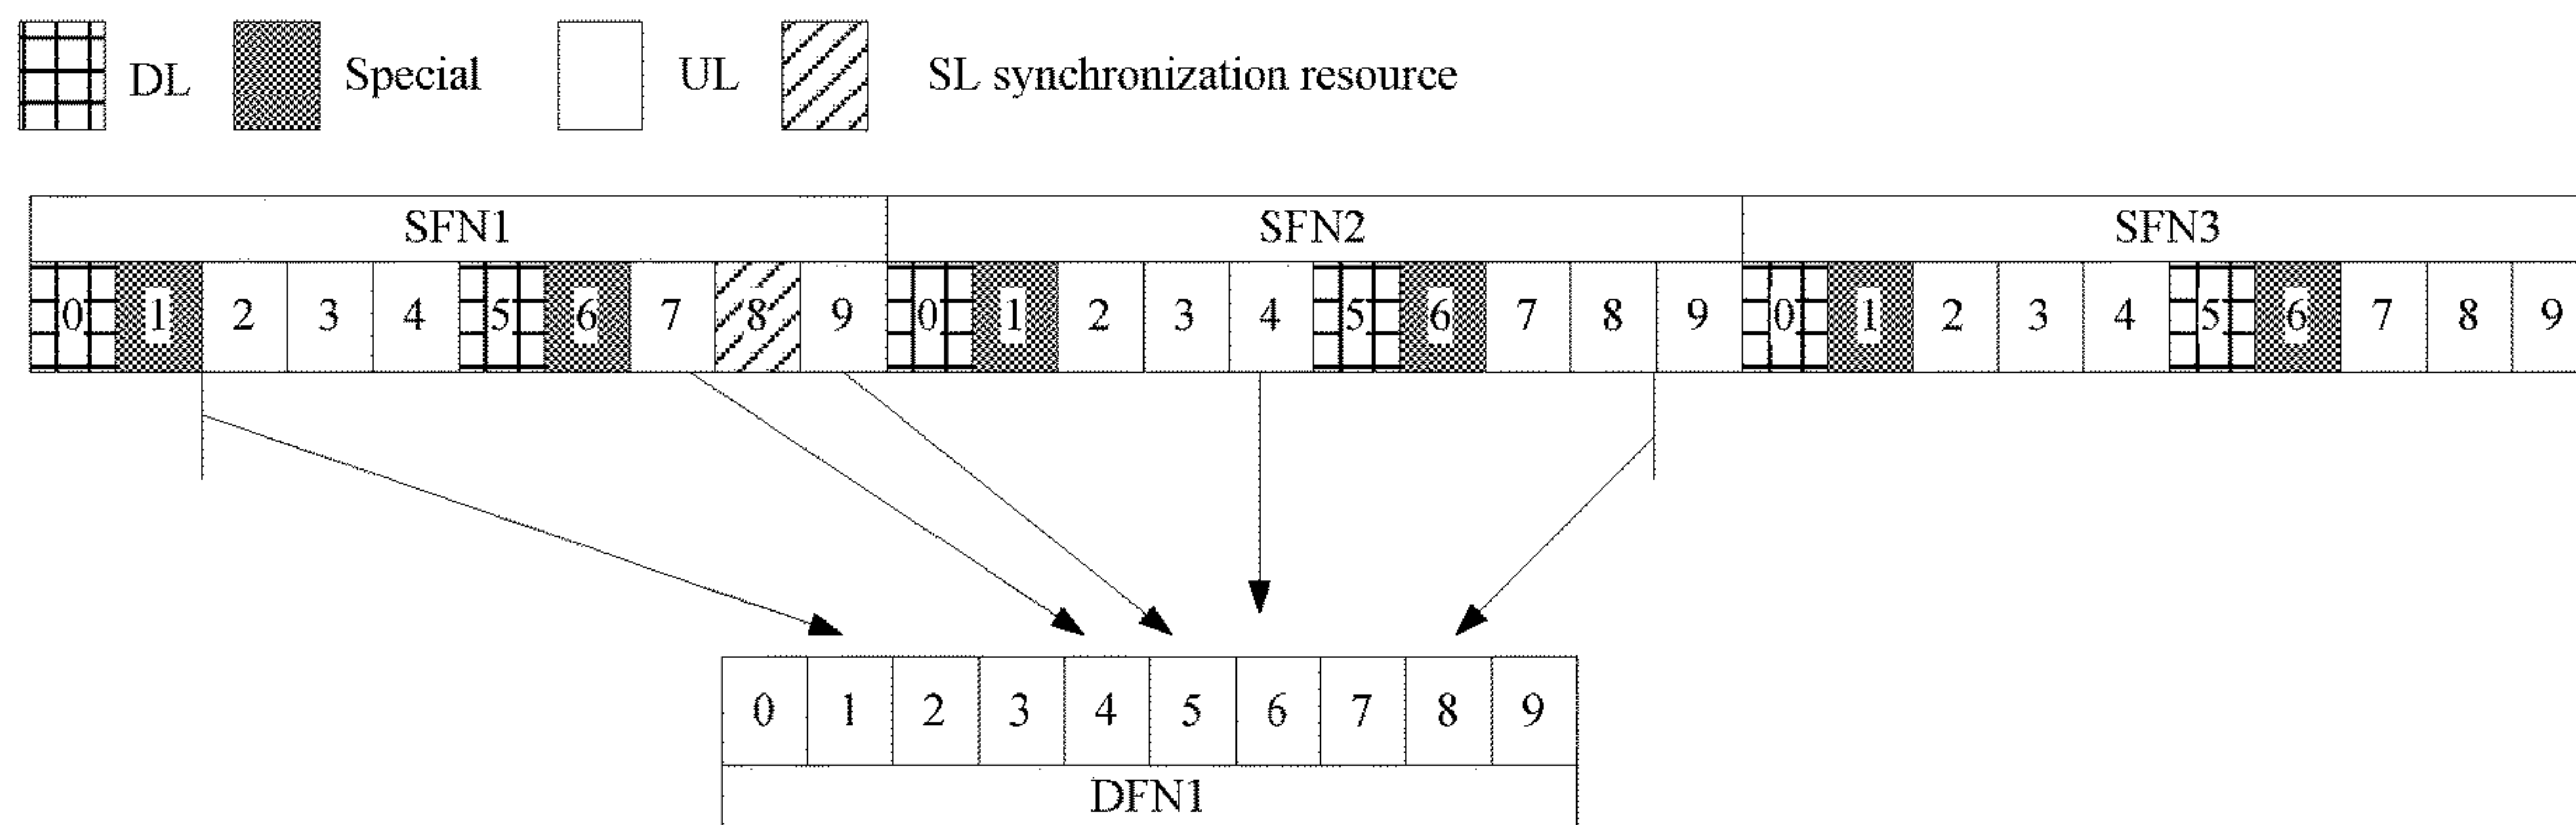 DL Special UL SL synchronization resource
SFN1 SFN2 SFN3
0 1 2 3 4 5 6 7 8 9 0 1 2 3 4 5 6 7 8 9 0 1 2 3 4 5 6 7 8 9
0 1 2 3 4 5 6 7 8 9
DFN1